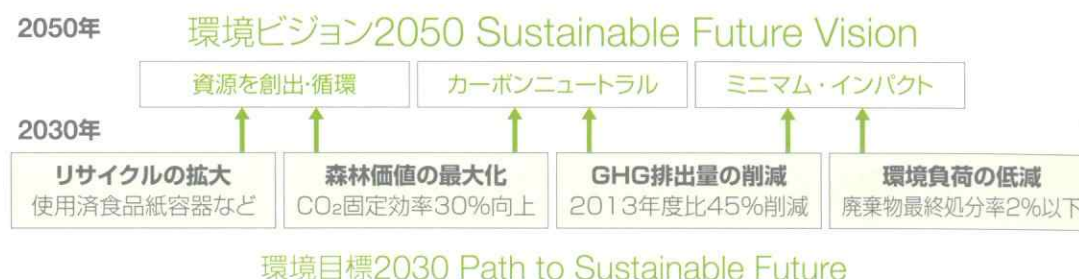 2050年 環境ビジョン2050 Sustainable Future Vision
資源を創出・循環 カーボンニュートラル ミニマム・インパクト
2030年
リサイクルの拡大 森林価値の最大化 GHG排出量の削減 環境負荷の低減
使用済食品紙容器など CO₂固定効率30%向上 2013年度比45%削減 廃棄物最終処分率2%以下
環境目標2030 Path to Sustainable Future